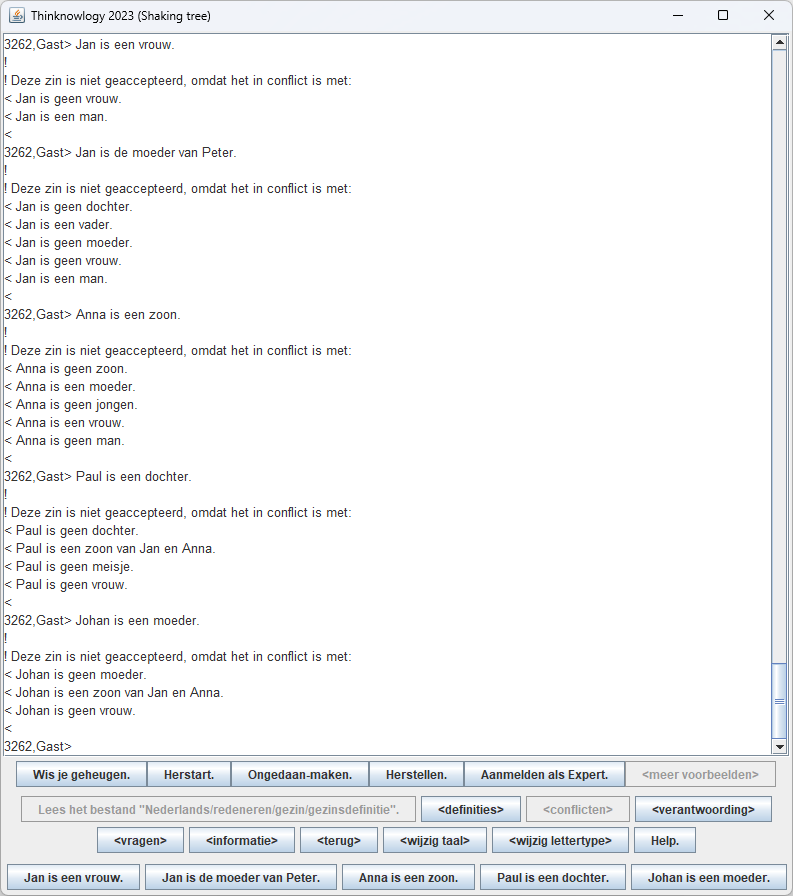 Thinknowlogy 2023 (Shaking tree)
3262,Gast> Jan is een vrouw.
!
! Deze zin is niet geaccepteerd, omdat het in conflict is met:
< Jan is geen vrouw.
< Jan is een man.
<
3262,Gast> Jan is de moeder van Peter.
!
! Deze zin is niet geaccepteerd, omdat het in conflict is met:
< Jan is geen dochter.
< Jan is een vader.
< Jan is geen moeder.
< Jan is geen vrouw.
< Jan is een man.
<
3262,Gast> Anna is een zoon.
!
! Deze zin is niet geaccepteerd, omdat het in conflict is met:
< Anna is geen zoon.
< Anna is een moeder.
< Anna is geen jongen.
< Anna is een vrouw.
< Anna is geen man.
<
3262,Gast> Paul is een dochter.
!
! Deze zin is niet geaccepteerd, omdat het in conflict is met:
< Paul is geen dochter.
< Paul is een zoon van Jan en Anna.
< Paul is geen meisje.
< Paul is geen vrouw.
<
3262,Gast> Johan is een moeder.
!
! Deze zin is niet geaccepteerd, omdat het in conflict is met:
< Johan is geen moeder.
< Johan is een zoon van Jan en Anna.
< Johan is geen vrouw.
<
3262,Gast>
Wis je geheugen. Herstart. Ongedaan-maken. Herstellen. Aanmelden als Expert. <meer voorbeelden>
Lees het bestand "Nederlands/redeneren/gezin/gezinsdefinitie". <definities> <conflicten> <verantwoording>
<vragen> <informatie> <terug> <wijzig taal> <wijzig lettertype> Help.
Jan is een vrouw. Jan is de moeder van Peter. Anna is een zoon. Paul is een dochter. Johan is een moeder.